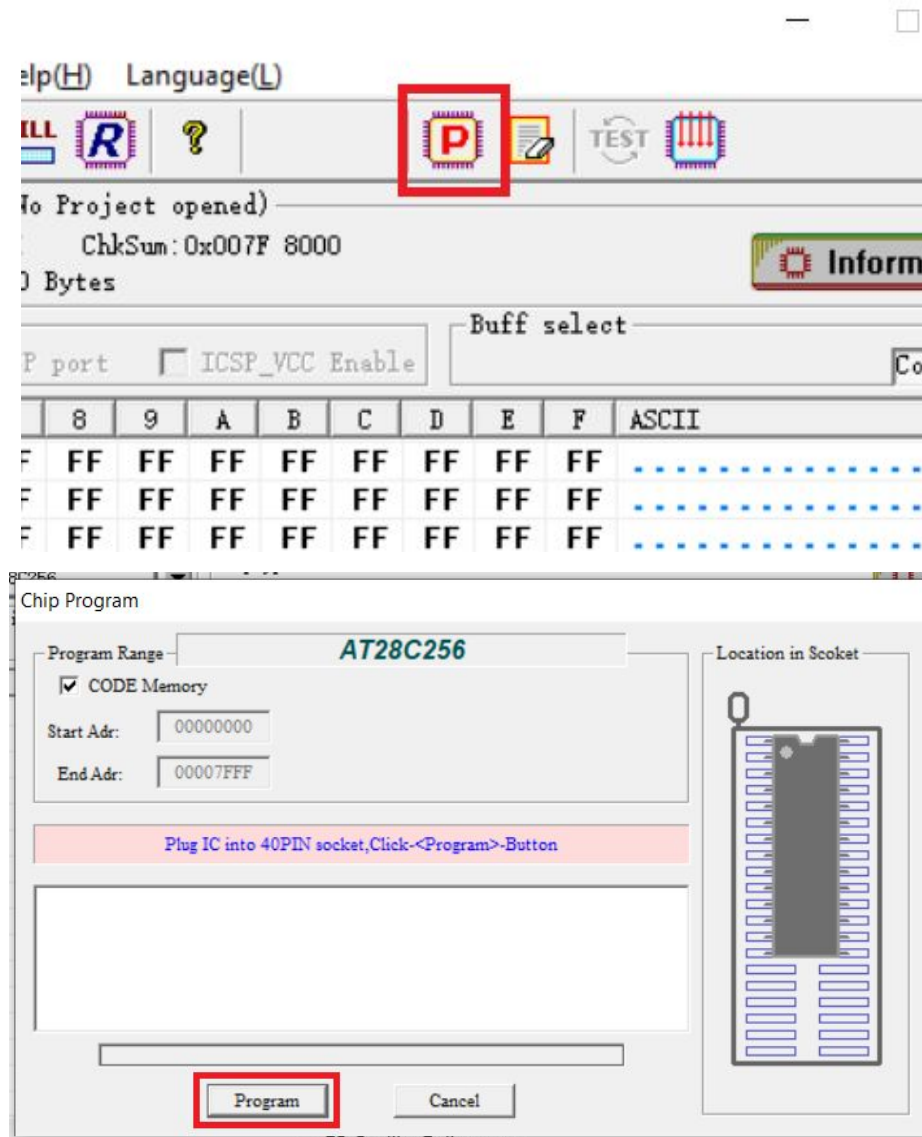 elp(H) Language(L)
R ? P TEST
No Project opened)
ChkSum:0x007F 8000
Bytes
Inform
Buff select
P port ICSP_VCC Enable
Co
8 9 A B C D E F ASCII
F FF FF FF FF FF FF FF FF ..............
F FF FF FF FF FF FF FF FF ..............
F FF FF FF FF FF FF FF FF ..............
Chip Program
Program Range
AT28C256
Location in Scoket
CODE Memory
Start Adr: 00000000
End Adr: 00007FFF
Plug IC into 40PIN socket,Click-<Program>-Button
Program Cancel